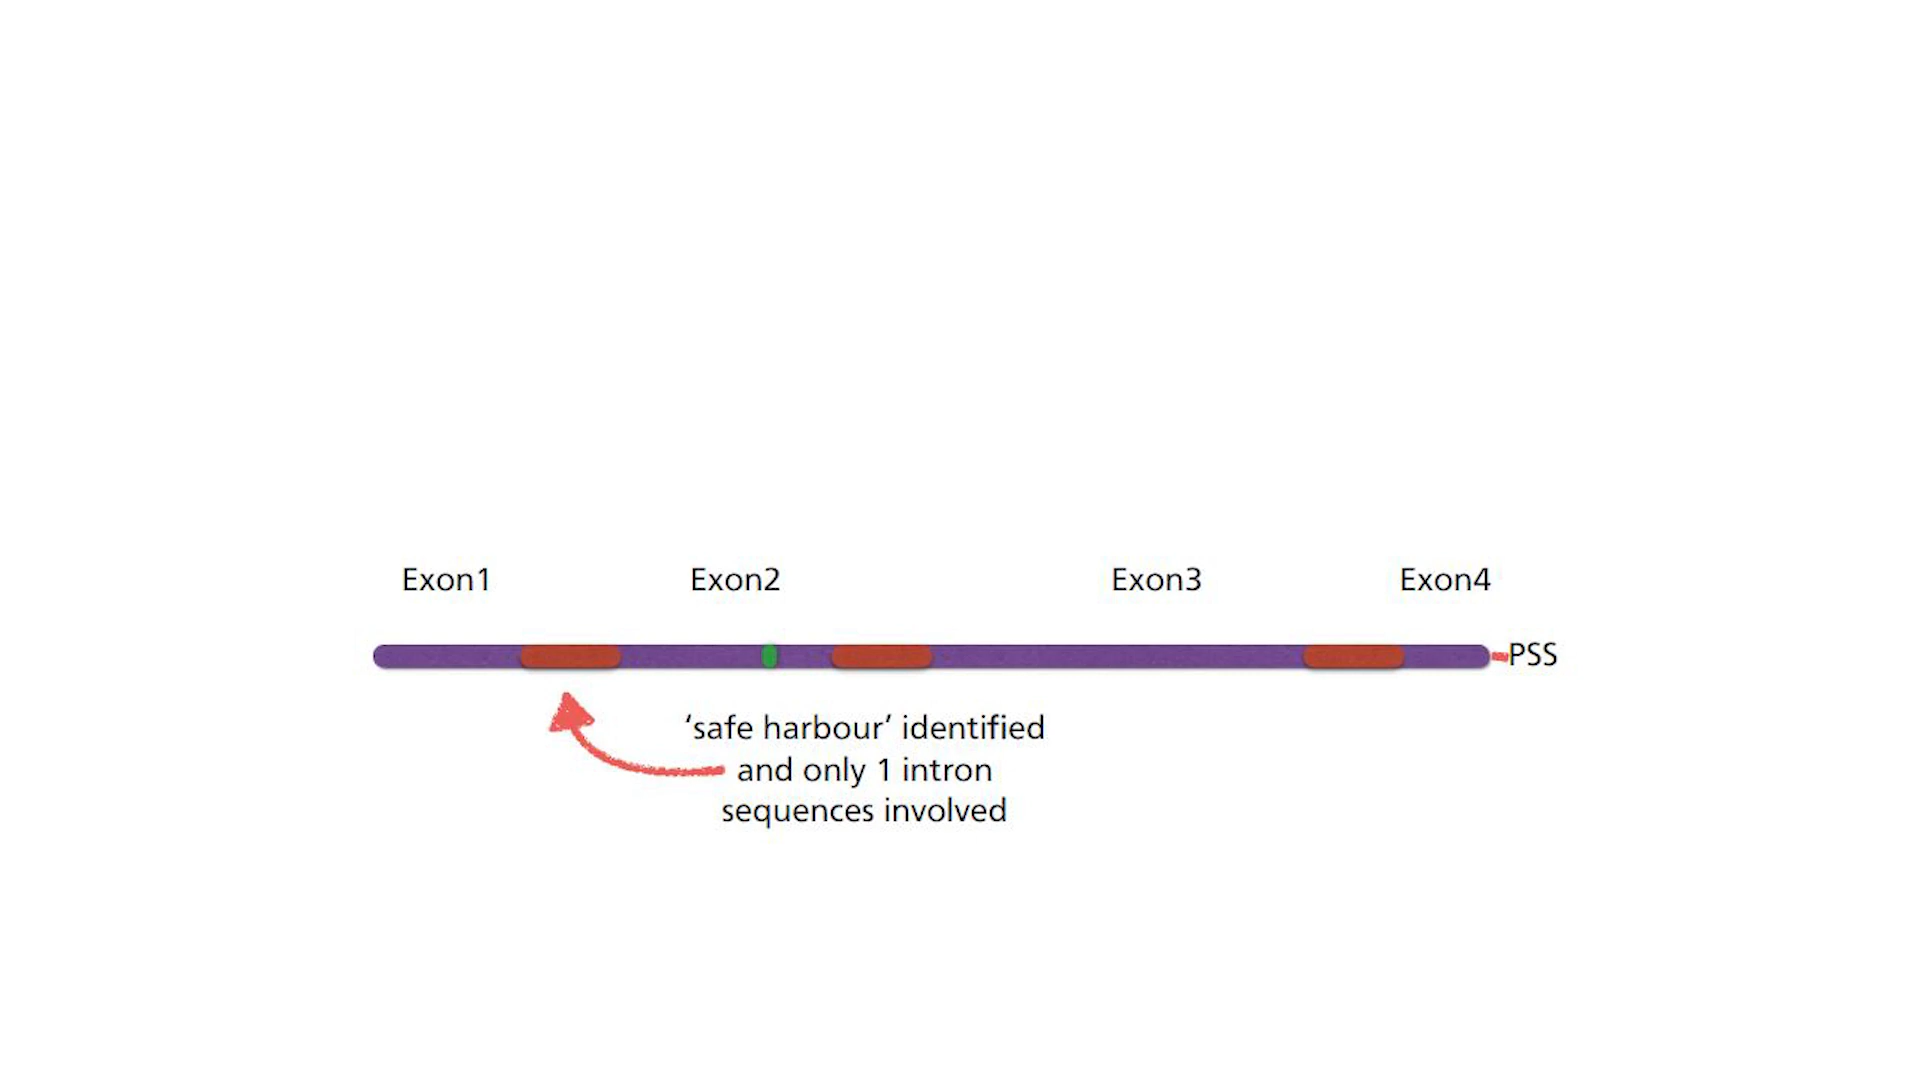 Exon1 Exon2 Exon3 Exon4
PSS
‘safe harbour’ identified
and only 1 intron
sequences involved